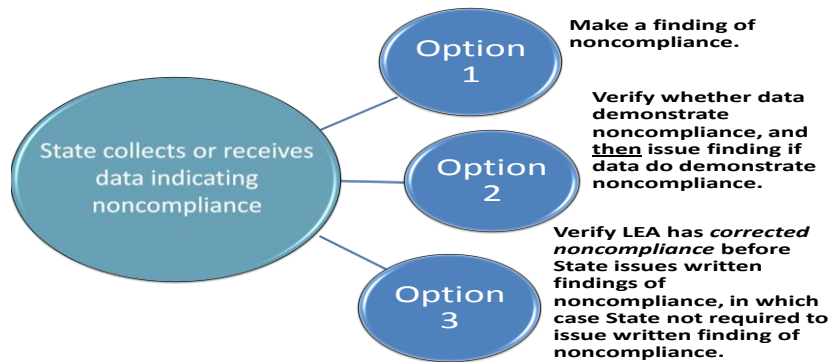 State collects or receives
data indicating
noncompliance
Option
1
Make a finding of
noncompliance.
Option
2
Verify whether data
demonstrate
noncompliance, and
then issue finding if
data do demonstrate
noncompliance.
Option
3
Verify LEA has corrected
noncompliance before
State issues written
findings of
noncompliance, in which
case State not required to
issue written finding of
noncompliance.